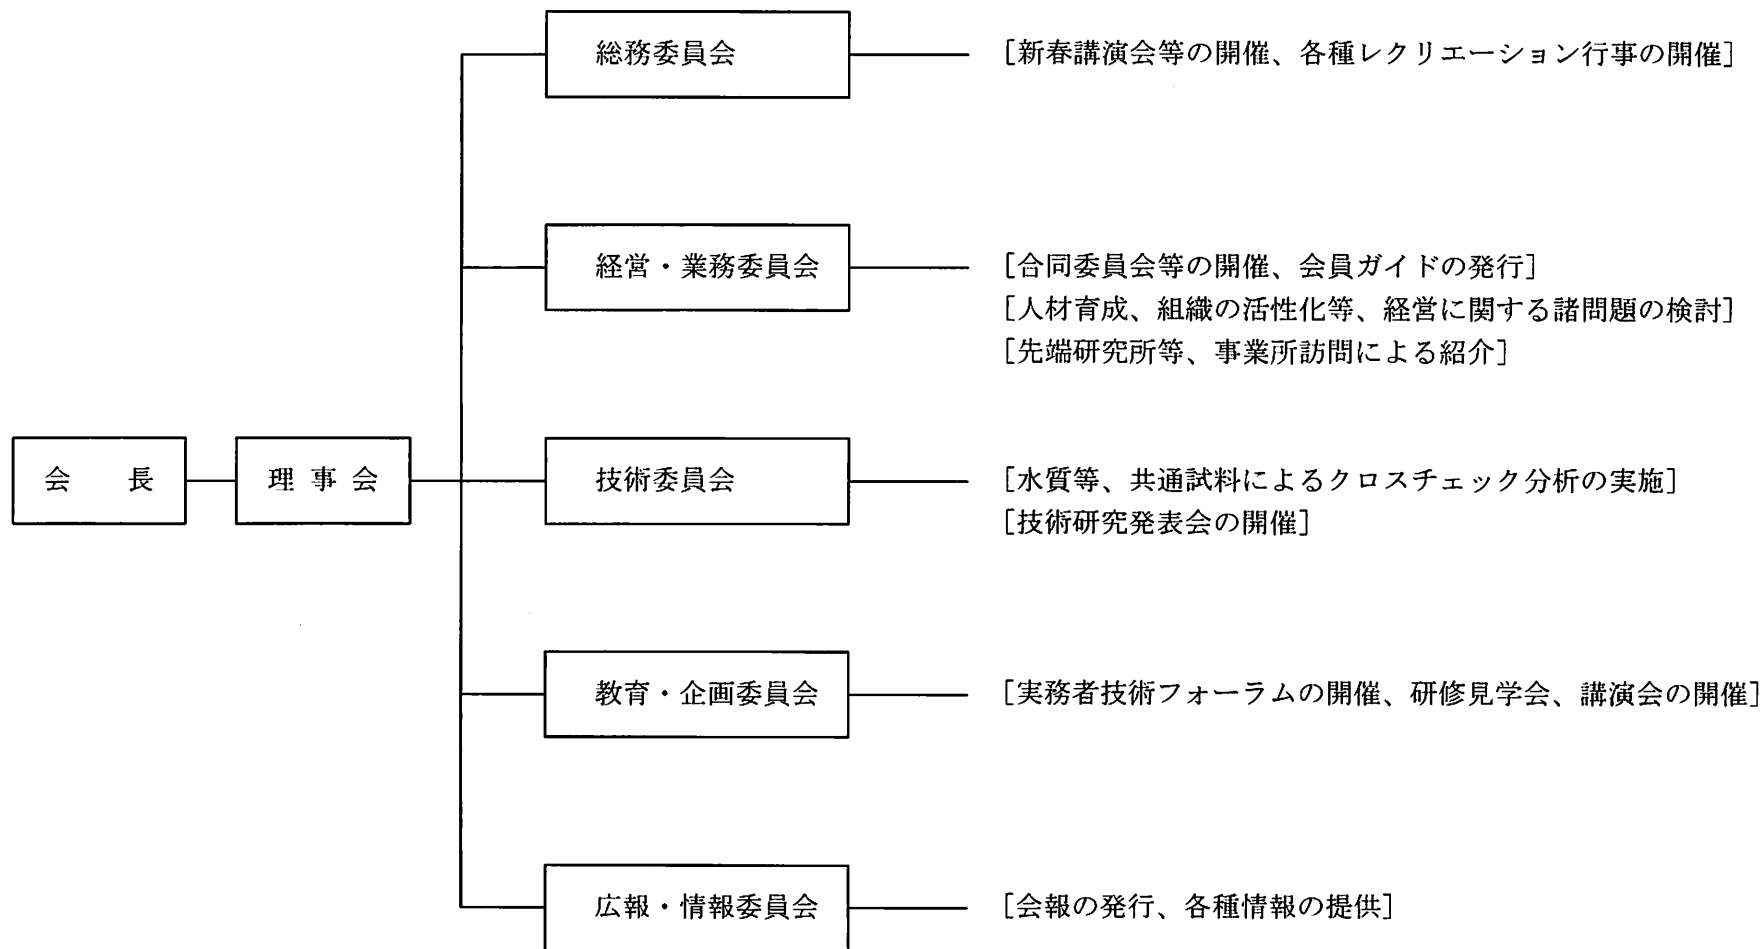 総務委員会
[新春講演会等の開催、各種レクリエーション行事の開催]
経営・業務委員会
[合同委員会等の開催、会員ガイドの発行]
[人材育成、組織の活性化等、経営に関する諸問題の検討]
[先端研究所等、事業所訪問による紹介]
会　長
理事会
技術委員会
[水質等、共通試料によるクロスチェック分析の実施]
[技術研究発表会の開催]
教育・企画委員会
[実務者技術フォーラムの開催、研修見学会、講演会の開催]
広報・情報委員会
[会報の発行、各種情報の提供]